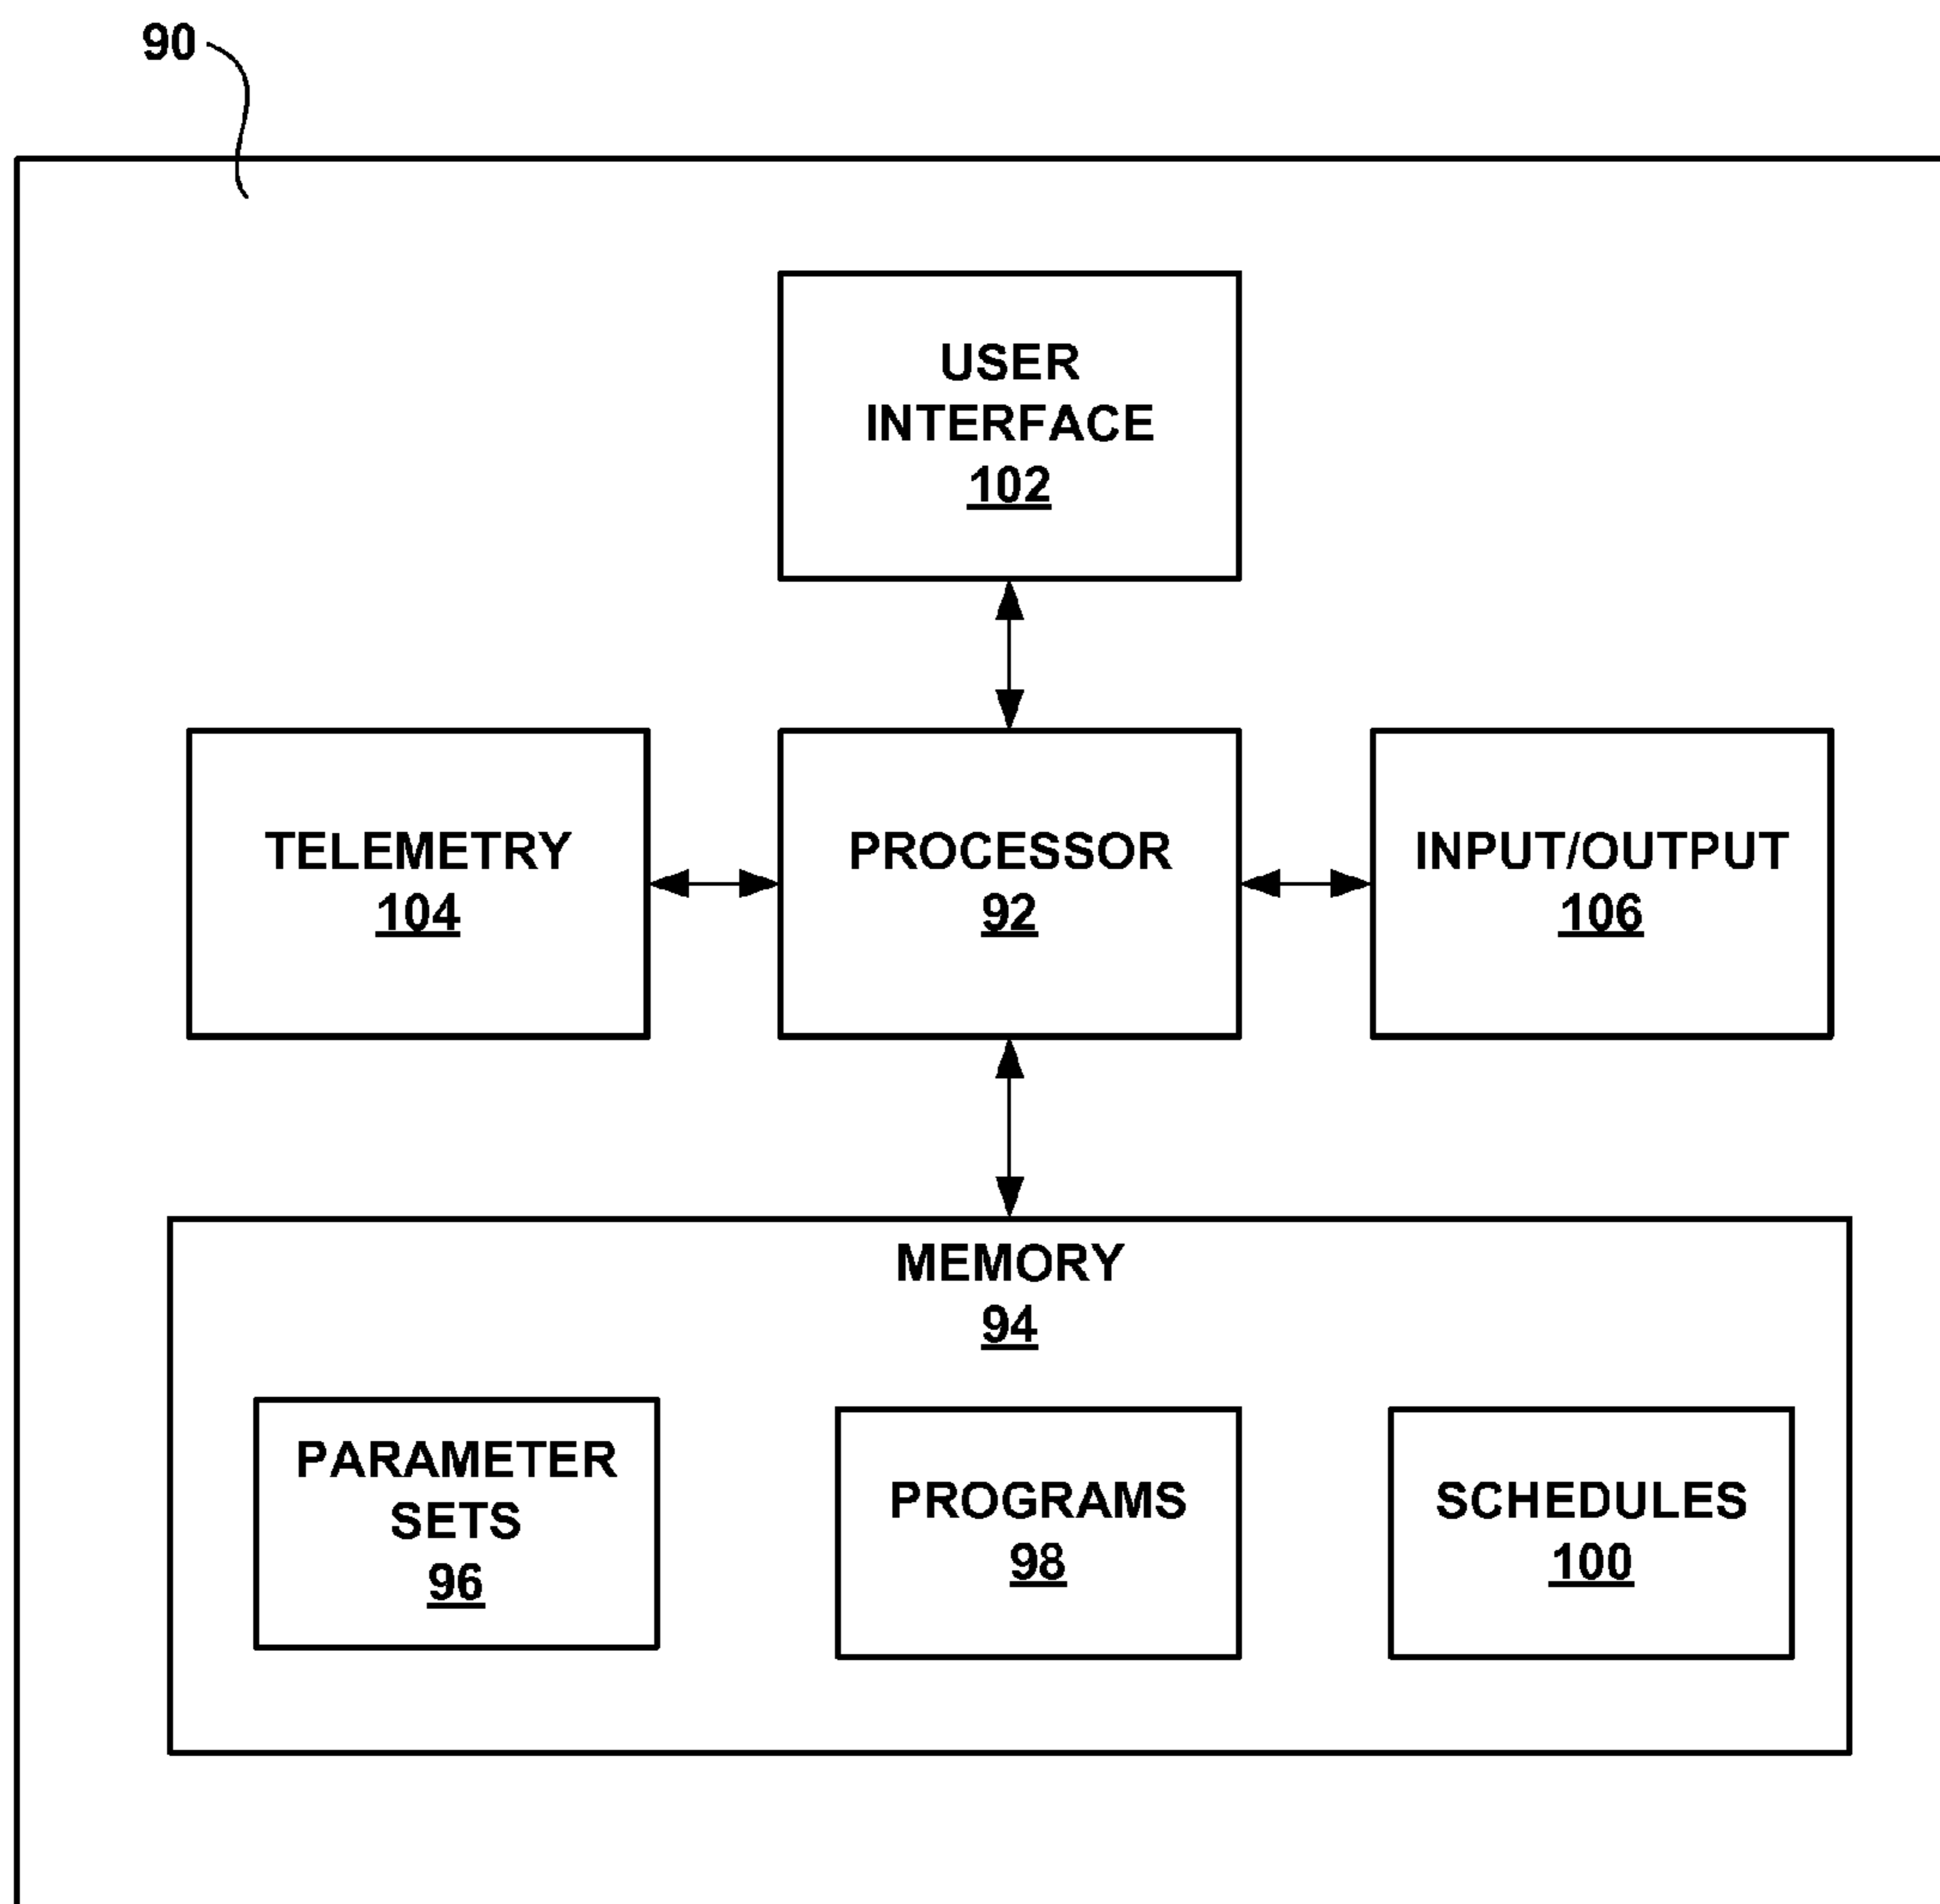 90
USER
INTERFACE
102
TELEMETRY
104
PROCESSOR
92
INPUT/OUTPUT
106
MEMORY
94
PARAMETER
SETS
96
PROGRAMS
98
SCHEDULES
100